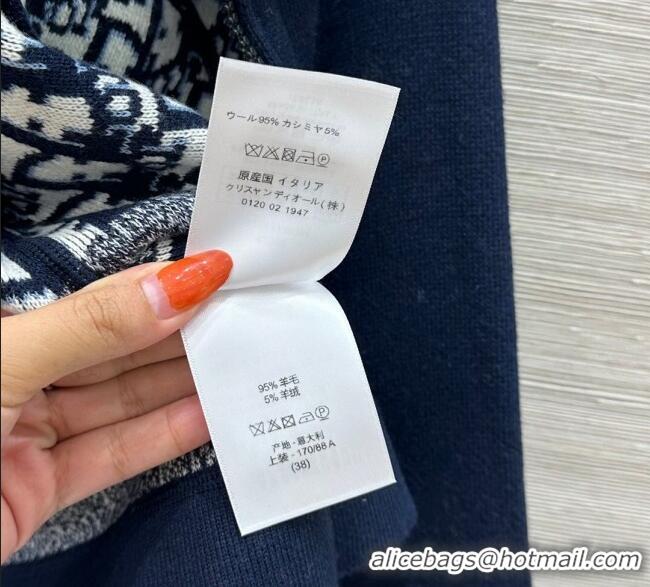 ウール95% カシミヤ5%
原産国 イタリア
クリスャンディオール(株)
0120 02 1947
95% 羊毛
5% 羊绒
产地 - 意大利
上装 - 170/88 A
(38)
alicebags@hotmail.com